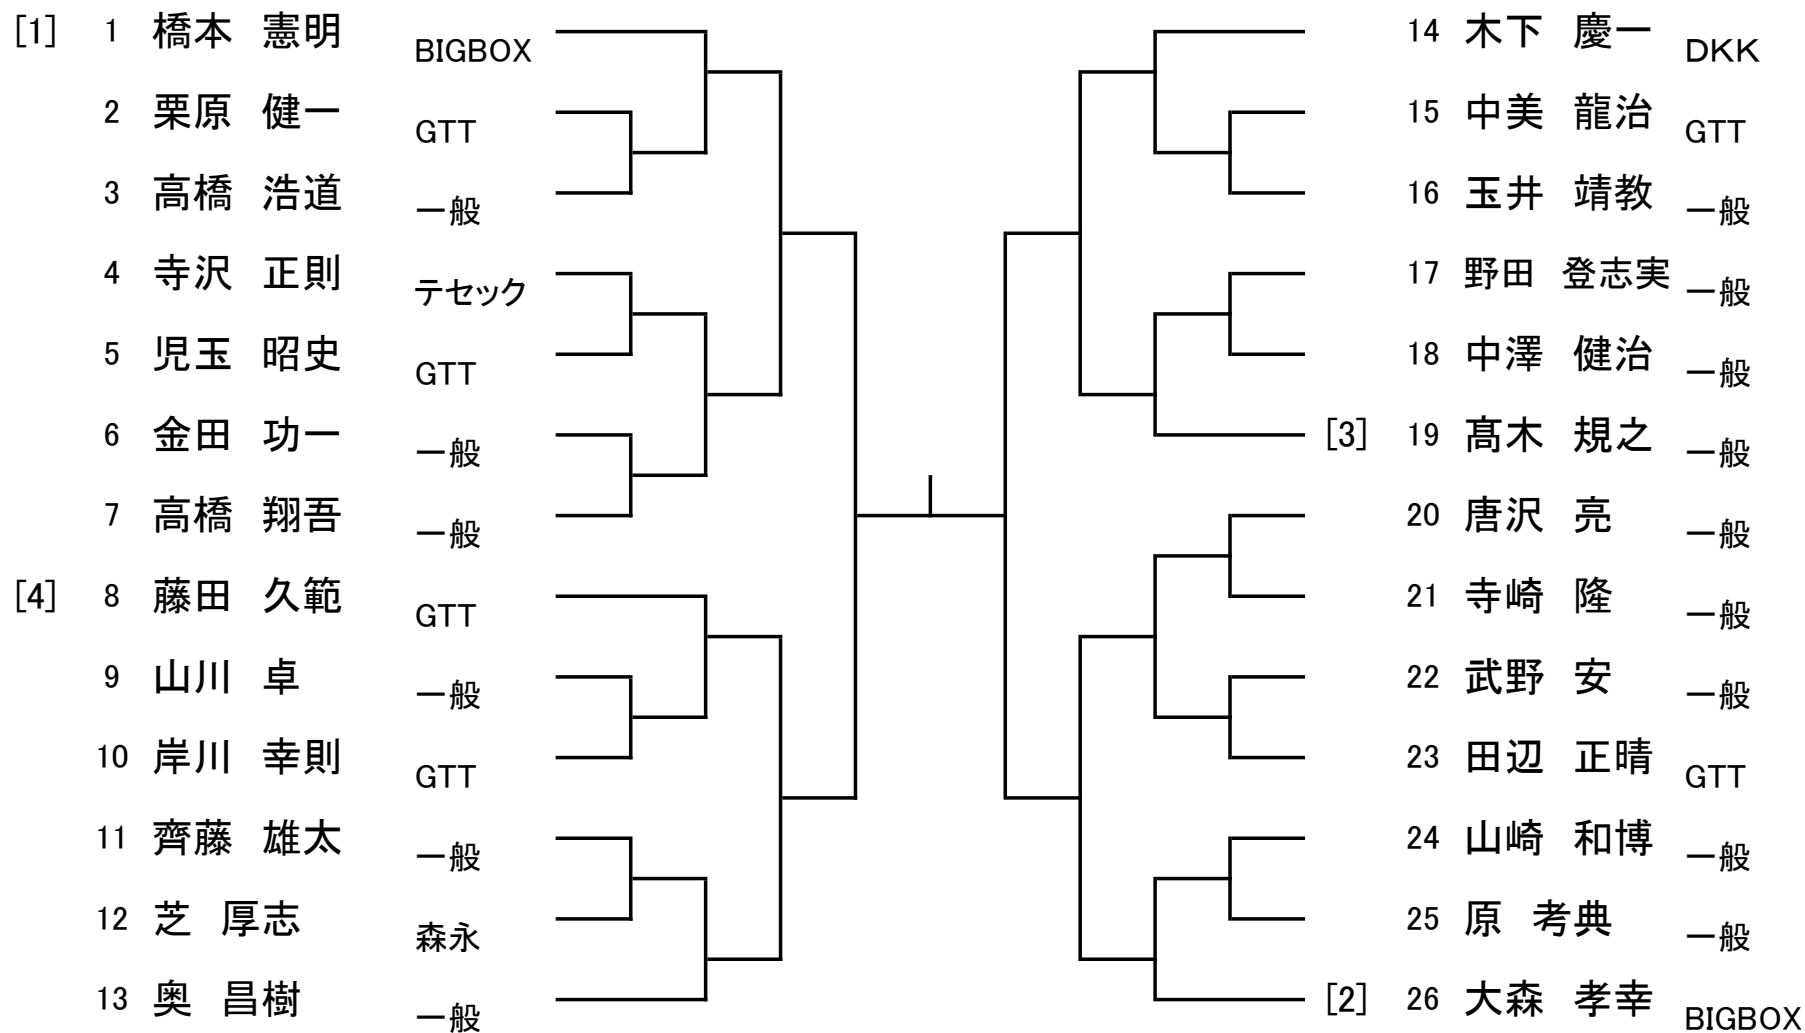 [1] 1 橋本 憲明 BIGBOX
2 栗原 健一 GTT
3 高橋 浩道 一般
4 寺沢 正則 テセック
5 児玉 昭史 GTT
6 金田 功一 一般
7 高橋 翔吾 一般
[4] 8 藤田 久範 GTT
9 山川 卓 一般
10 岸川 幸則 GTT
11 齊藤 雄太 一般
12 芝 厚志 森永
13 奥 昌樹 一般
14 木下 慶一 DKK
15 中美 龍治 GTT
16 玉井 靖教 一般
17 野田 登志実 一般
18 中澤 健治 一般
[3] 19 髙木 規之 一般
20 唐沢 亮 一般
21 寺崎 隆 一般
22 武野 安 一般
23 田辺 正晴 GTT
24 山崎 和博 一般
25 原 考典 一般
[2] 26 大森 孝幸 BIGBOX